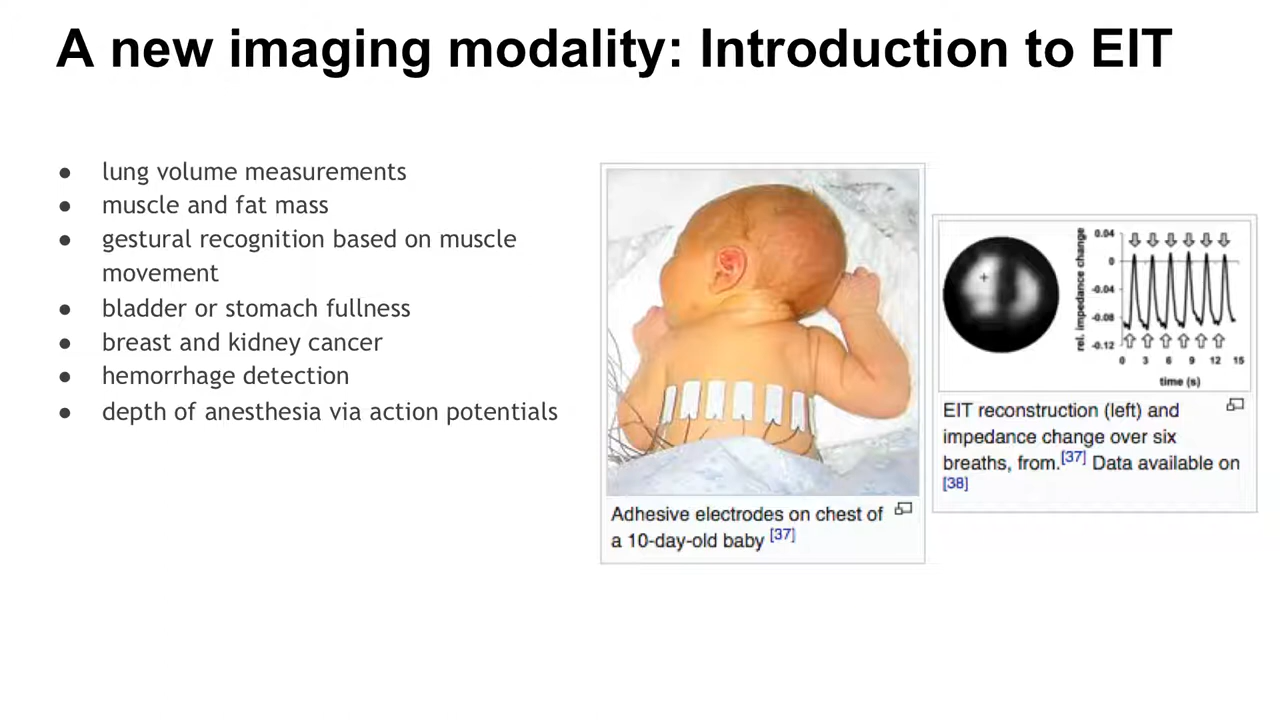 A new imaging modality: Introduction to EIT
● lung volume measurements
● muscle and fat mass
● gestural recognition based on muscle
movement
● bladder or stomach fullness
● breast and kidney cancer
● hemorrhage detection
● depth of anesthesia via action potentials
Adhesive electrodes on chest of
a 10-day-old baby [37]
rel. impedance change
0.04
0
-0.04
-0.08
-0.12
0 3 6 9 12 15
time (s)
EIT reconstruction (left) and
impedance change over six
breaths, from.[37] Data available on
[38]